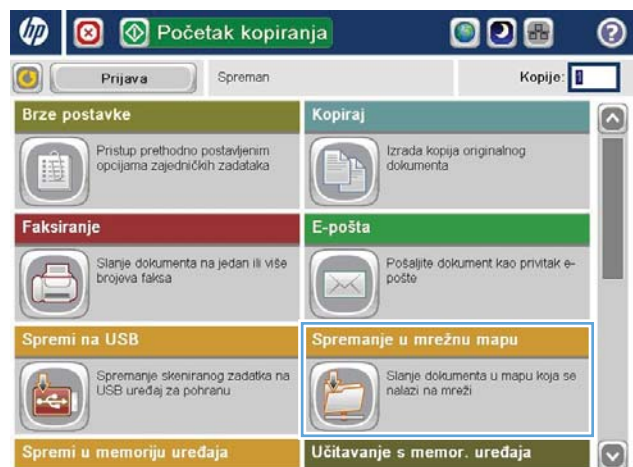 hp
Početak kopiranja
?
Prijava
Spreman
Kopije: 1
Brze postavke
Pristup prethodno postavljenim
opcijama zajedničkih zadataka
Kopiraj
Izrada kopija originalnog
dokumenta
Faksiranje
Slanje dokumenta na jedan ili više
brojeva faksa
E-pošta
Pošaljite dokument kao privitak e-
pošte
Spremi na USB
Spremanje skeniranog zadatka na
USB uređaj za pohranu
Spremanje u mrežnu mapu
Slanje dokumenta u mapu koja se
nalazi na mreži
Spremi u memoriju uređaja
Učitavanje s memor. uređaja